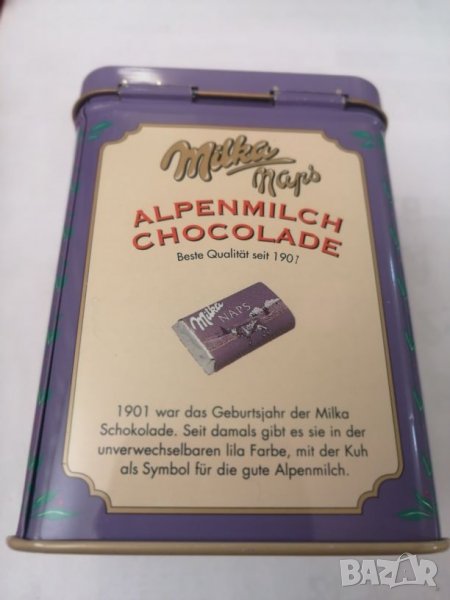 Milka
Naps
ALPENMILCH
CHOCOLADE
Beste Qualität seit 1901
Milka
NAPS
1901 war das Geburtsjahr der Milka
Schokolade. Seit damals gibt es sie in der
unverwechselbaren lila Farbe, mit der Kuh
als Symbol für die gute Alpenmilch.
BAZAR